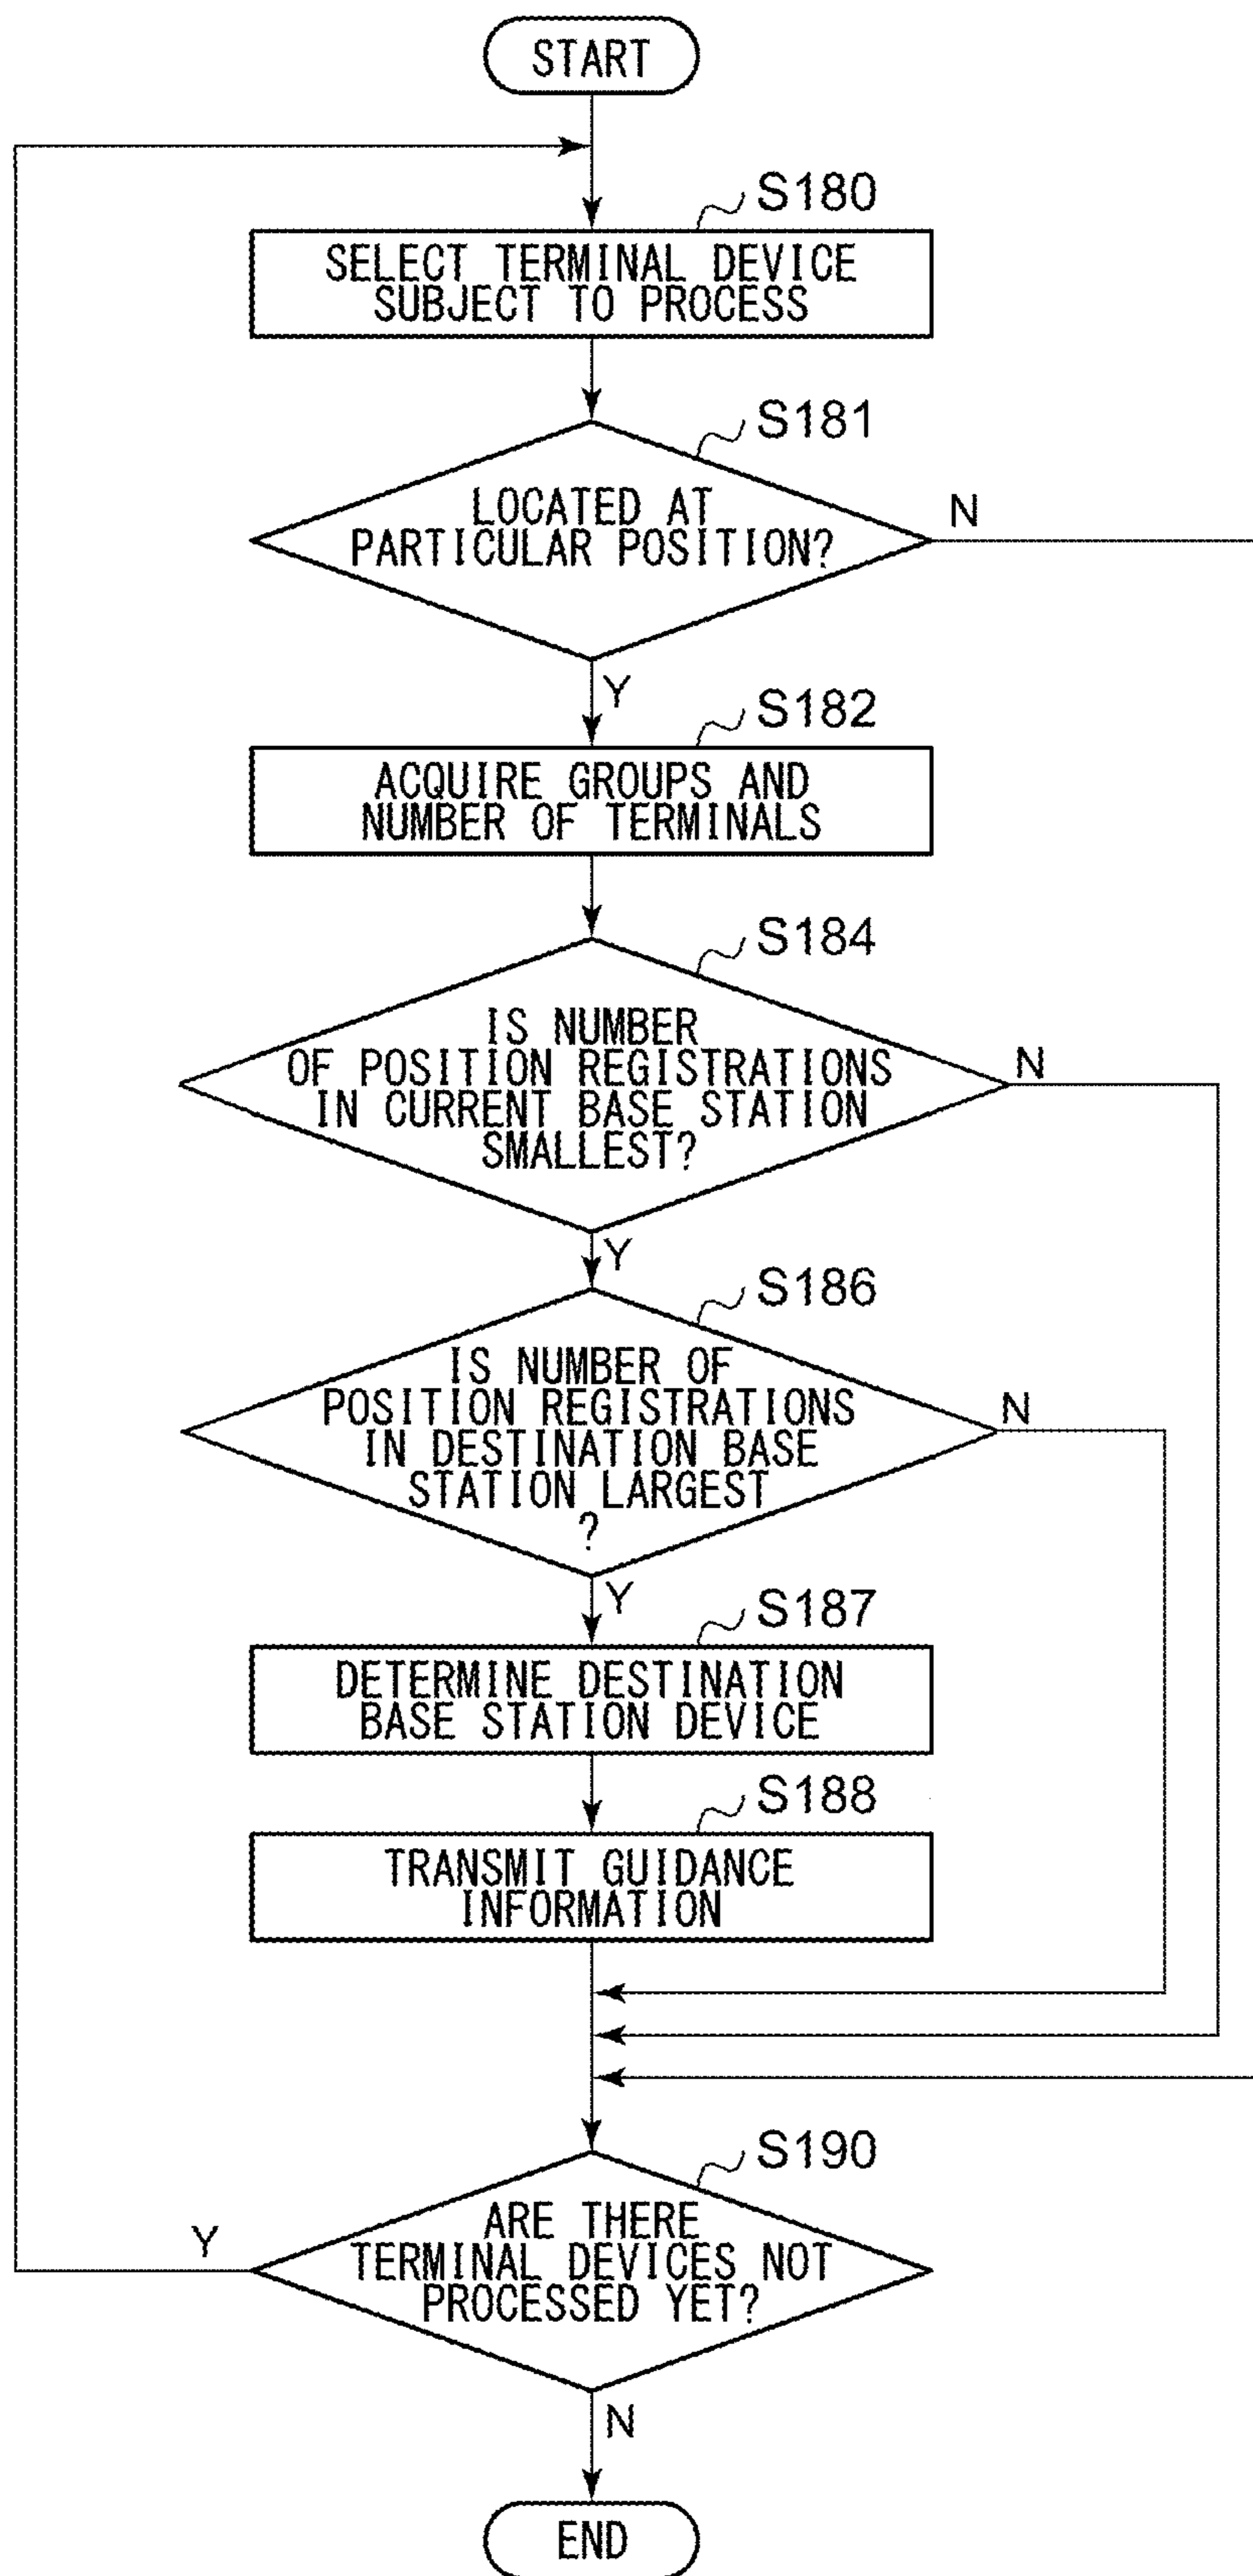 START
S180
SELECT TERMINAL DEVICE
SUBJECT TO PROCESS
S181
LOCATED AT
PARTICULAR POSITION?
N
Y
S182
ACQUIRE GROUPS AND
NUMBER OF TERMINALS
S184
IS NUMBER
OF POSITION REGISTRATIONS
IN CURRENT BASE STATION
SMALLEST?
N
Y
S186
IS NUMBER OF
POSITION REGISTRATIONS
IN DESTINATION BASE
STATION LARGEST
?
N
Y
S187
DETERMINE DESTINATION
BASE STATION DEVICE
S188
TRANSMIT GUIDANCE
INFORMATION
S190
ARE THERE
TERMINAL DEVICES NOT
PROCESSED YET?
Y
N
END